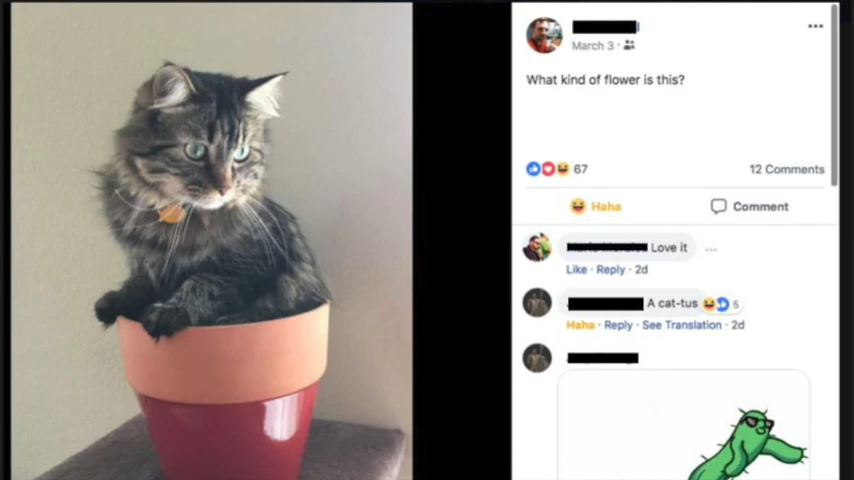 March 3 ·
What kind of flower is this?
67
12 Comments
Haha
Comment
Love it
Like · Reply · 2d
A cat-tus
5
Haha · Reply · See Translation · 2d